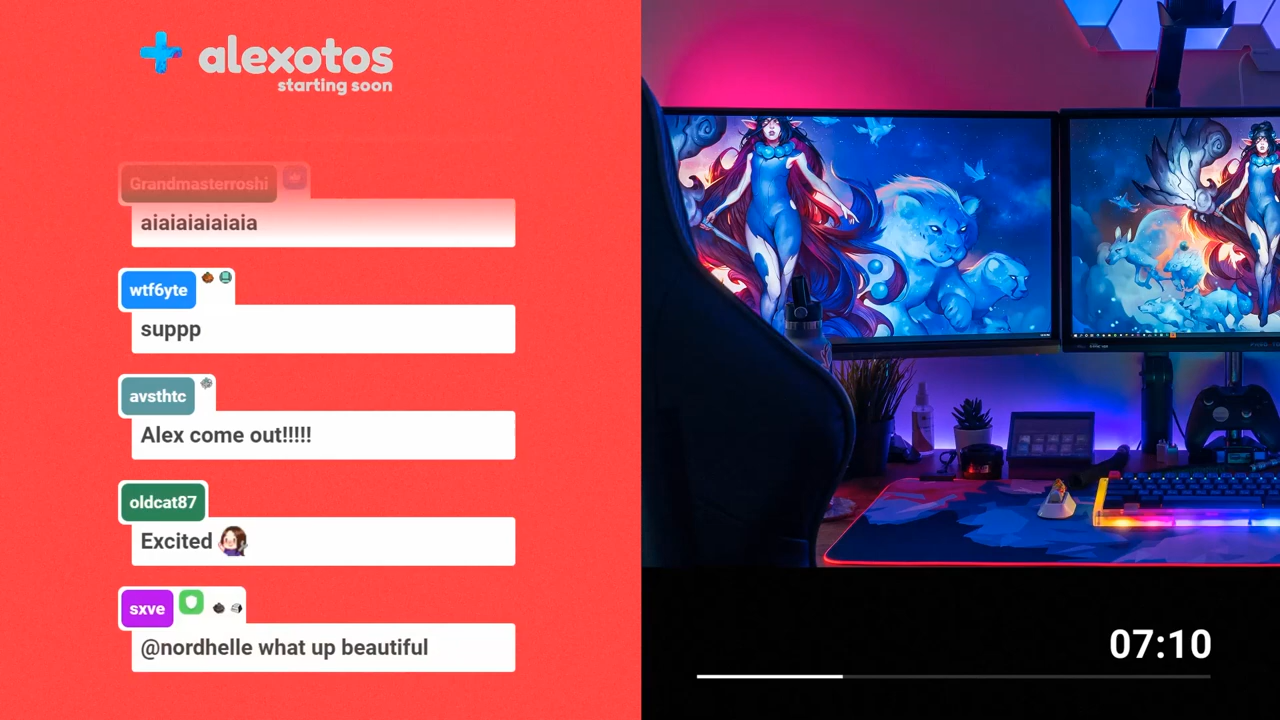 alexotos
starting soon
Grandmasterroshi
aiaiaiaiaiaia
wtf6yte
suppp
avsthtc
Alex come out!!!!!
oldcat87
Excited
sxve
@nordhelle what up beautiful
07:10